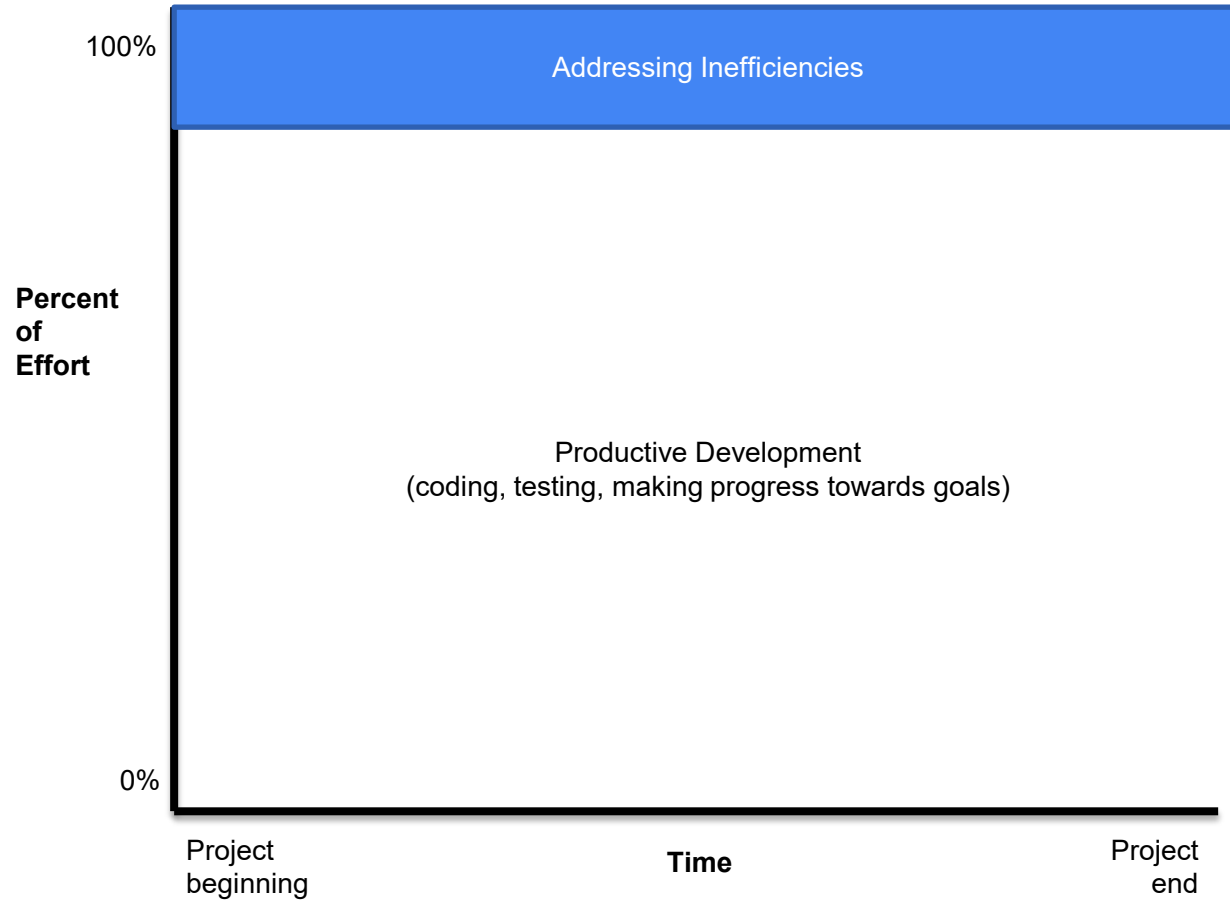 100%
Addressing Inefficiencies
Percent
of
Effort
Productive Development
(coding, testing, making progress towards goals)
0%
Project
beginning
Time
Project
end